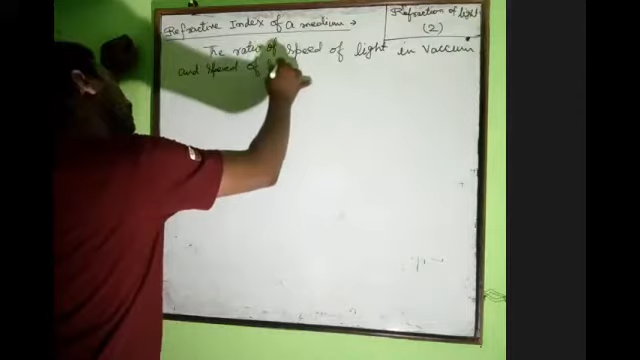 Refractive Index of a medium →
Refraction of light
(2)
The ratio of speed of light in Vaccum
and speed of